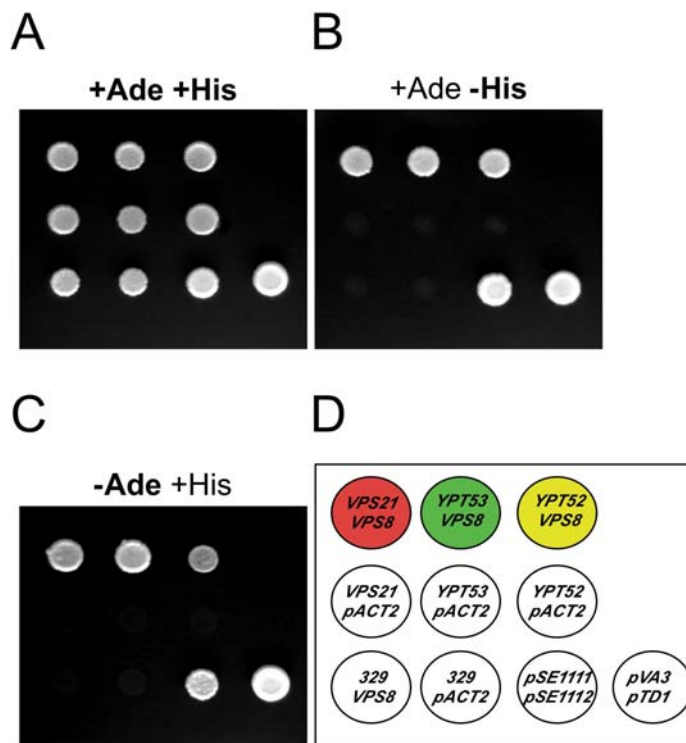 A
B
+Ade +His
+Ade -His
C
D
-Ade +His
VPS21
VPS8
YPT53
VPS8
YPT52
VPS8
VPS21
pACT2
YPT53
pACT2
YPT52
pACT2
329
VPS8
329
pACT2
pSE1111
pSE1112
pVA3
pTD1